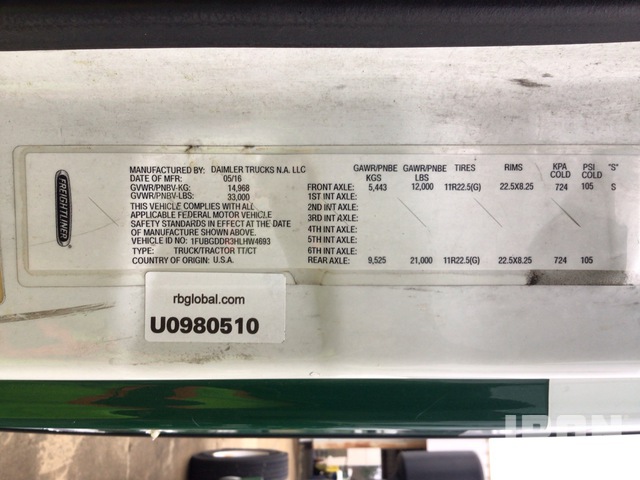 FREIGHTLINER
MANUFACTURED BY: DAIMLER TRUCKS N.A. LLC
DATE OF MFR: 05/16
GVWR/PNBV-KG: 14,968
GVWR/PNBV-LBS: 33,000
THIS VEHICLE COMPLIES WITH ALL
APPLICABLE FEDERAL MOTOR VEHICLE
SAFETY STANDARDS IN EFFECT AT THE DATE
OF MANUFACTURE SHOWN ABOVE.
VEHICLE ID NO.: 1FUBGDDR3HLHW4693
TYPE: TRUCK/TRACTOR TT/CT
COUNTRY OF ORIGIN: U.S.A.
GAWR/PNBE KGS GAWR/PNBE LBS TIRES RIMS KPA COLD PSI COLD "S"
FRONT AXLE: 5,443 12,000 11R22.5(G) 22.5X8.25 724 105 S
1ST INT AXLE:
2ND INT AXLE:
3RD INT AXLE:
4TH INT AXLE:
5TH INT AXLE:
6TH INT AXLE:
REAR AXLE: 9,525 21,000 11R22.5(G) 22.5X8.25 724 105
rbglobal.com
U0980510
IRON